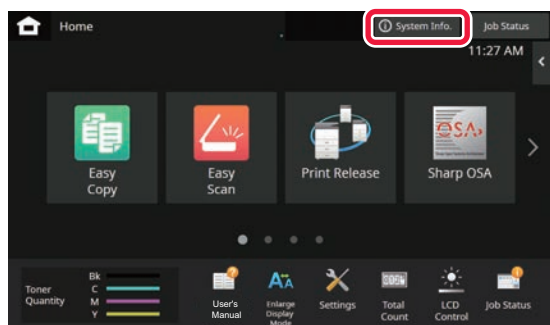 Home
System Info.
Job Status
11:27 AM
Easy
Copy
Easy
Scan
Print Release
OSA
Sharp OSA
Bk
Toner
Quantity
C
M
Y
User's
Manual
Enlarge
Display
Mode
Settings
Total
Count
LCD
Control
Job Status